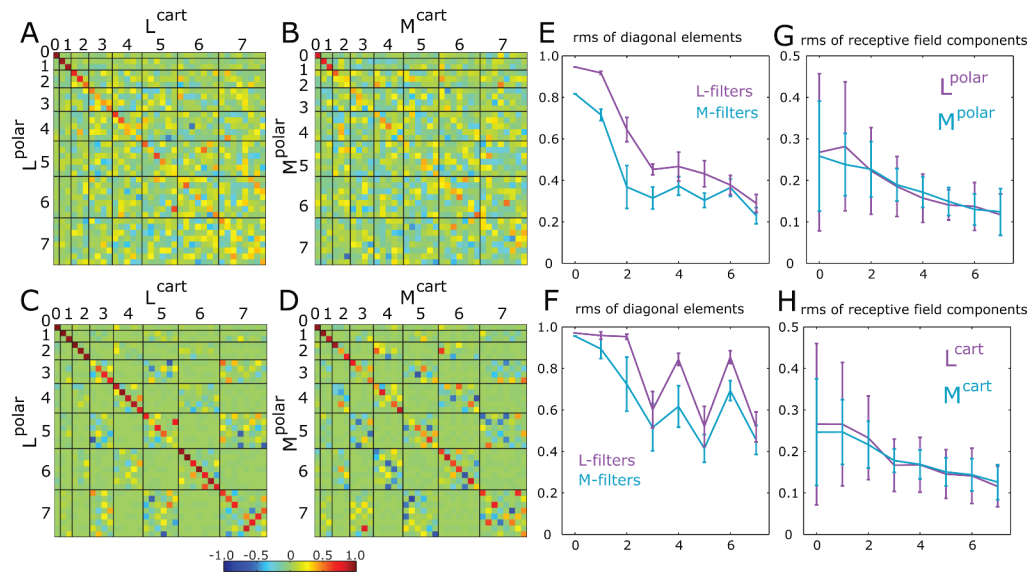 A
L^cart
0 1 2 3 4 5 6 7
L^polar
0
1
2
3
4
5
6
7
B
M^cart
0 1 2 3 4 5 6 7
M^polar
0
1
2
3
4
5
6
7
E
rms of diagonal elements
L-filters
M-filters
1.0
0.8
0.6
0.4
0.2
0
0 2 4 6
G
rms of receptive field components
L^polar
M^polar
0.5
0.4
0.3
0.2
0.1
0
0 2 4 6
C
L^cart
0 1 2 3 4 5 6 7
L^polar
0
1
2
3
4
5
6
7
D
M^cart
0 1 2 3 4 5 6 7
M^polar
0
1
2
3
4
5
6
7
F
rms of diagonal elements
L-filters
M-filters
1.0
0.8
0.6
0.4
0.2
0
0 2 4 6
H
rms of receptive field components
L^cart
M^cart
0.5
0.4
0.3
0.2
0.1
0
0 2 4 6
-1.0 -0.5 0 0.5 1.0